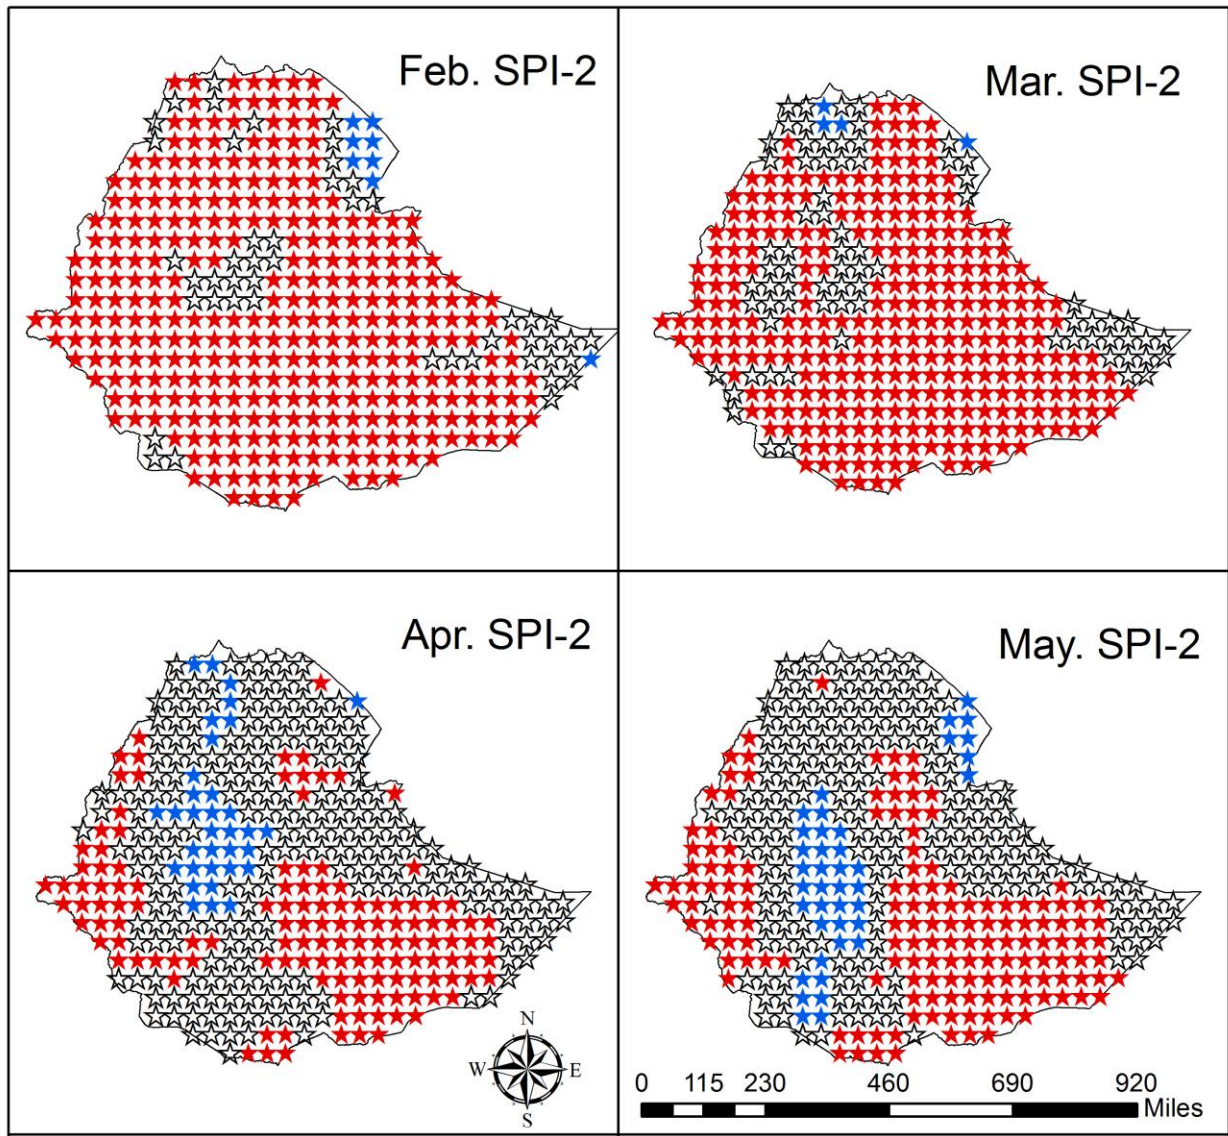 Feb. SPI-2
Mar. SPI-2
Apr. SPI-2
May. SPI-2
N
W E
S
0 115 230 460 690 920
Miles